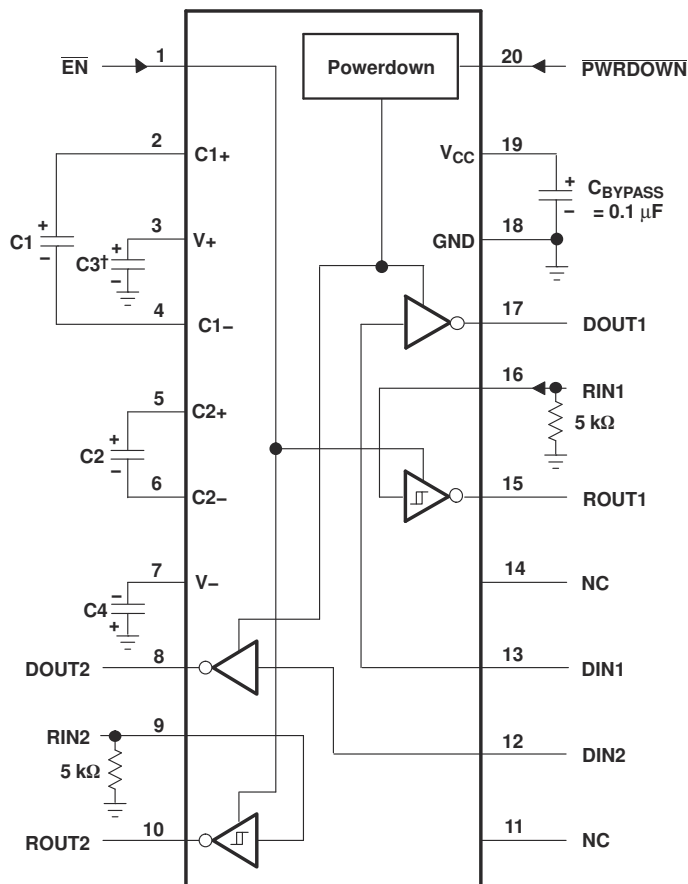 EN
1
Powerdown
20
PWRDOWN
2
C1+
VCC
19
+
CBYPASS
= 0.1 μF
−
C1
+
−
3
V+
+
C3†
−
GND
18
4
C1−
17
DOUT1
16
RIN1
5 kΩ
5
C2+
C2
+
−
6
C2−
15
ROUT1
7
V−
−
C4
+
14
NC
DOUT2
8
13
DIN1
RIN2
9
5 kΩ
12
DIN2
ROUT2
10
11
NC